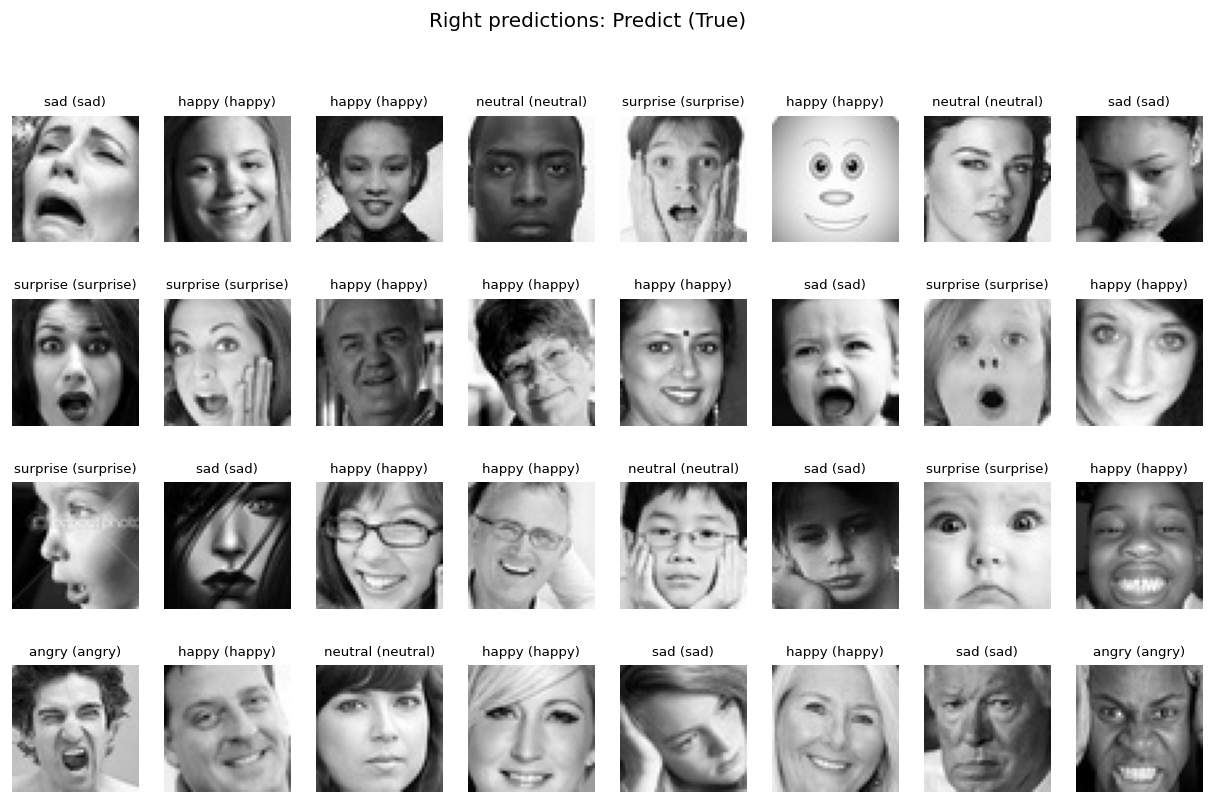 Right predictions: Predict (True)
sad (sad) happy (happy) happy (happy) neutral (neutral) surprise (surprise) happy (happy) neutral (neutral) sad (sad)
surprise (surprise) surprise (surprise) happy (happy) happy (happy) happy (happy) sad (sad) surprise (surprise) happy (happy)
surprise (surprise) sad (sad) happy (happy) happy (happy) neutral (neutral) sad (sad) surprise (surprise) happy (happy)
angry (angry) happy (happy) neutral (neutral) happy (happy) sad (sad) happy (happy) sad (sad) angry (angry)